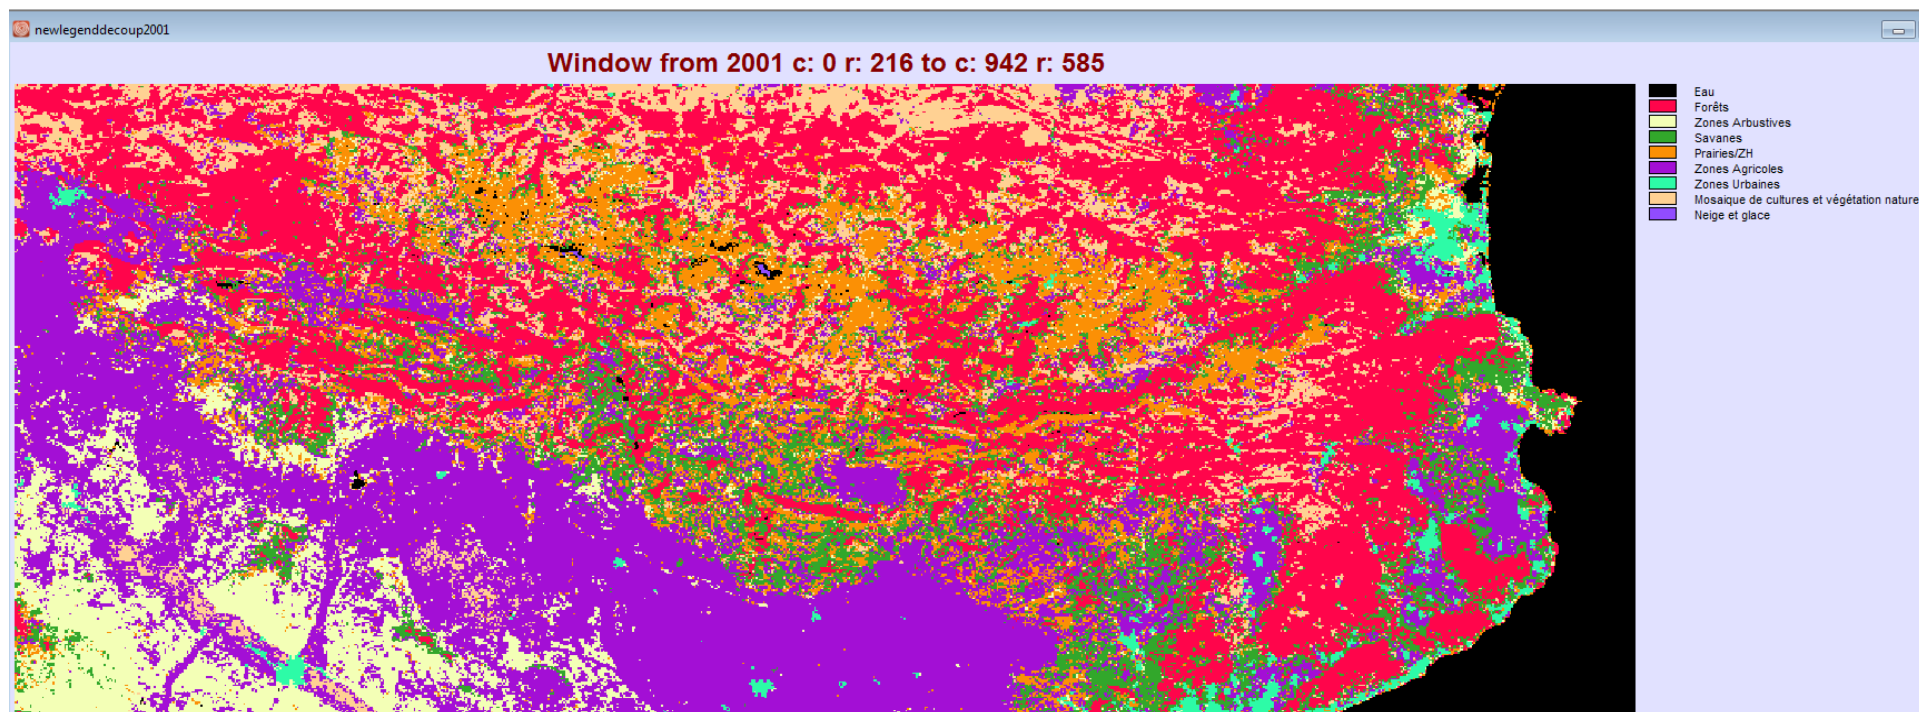 newlegenddecoup2001
Window from 2001 c: 0 r: 216 to c: 942 r: 585
Eau
Forêts
Zones Arbustives
Savanes
Prairies/ZH
Zones Agricoles
Zones Urbaines
Mosaique de cultures et végétation nature
Neige et glace